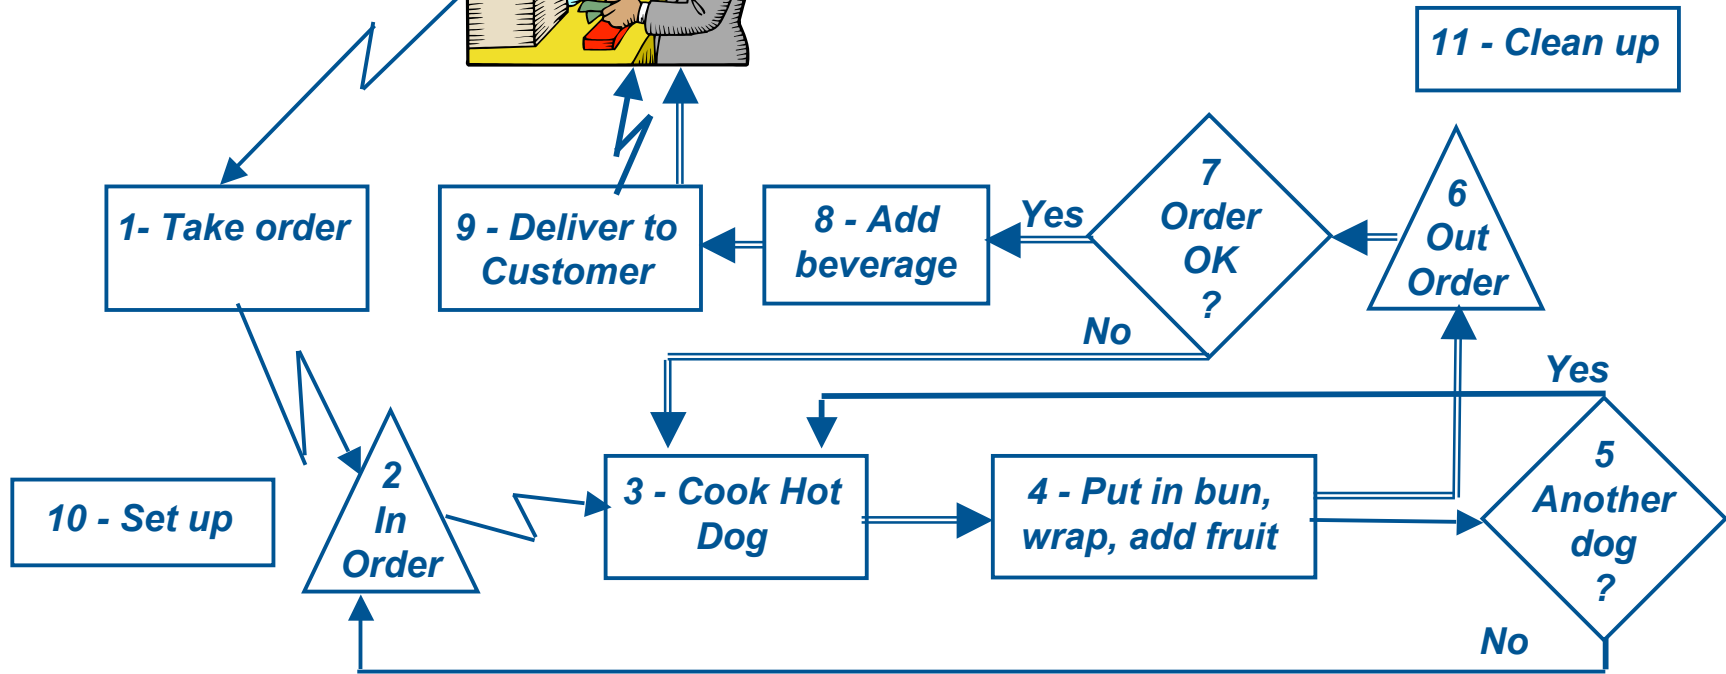 11 - Clean up
1- Take order
9 - Deliver to
Customer
8 - Add
beverage
Yes
7
Order
OK
?
6
Out
Order
No
Yes
10 - Set up
2
In
Order
3 - Cook Hot
Dog
4 - Put in bun,
wrap, add fruit
5
Another
dog
?
No